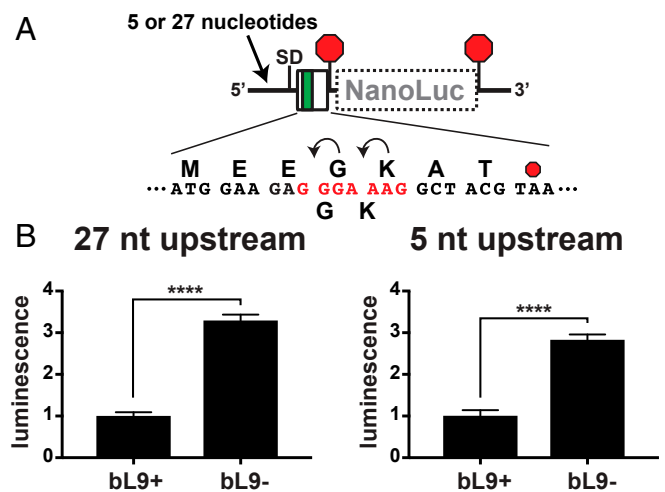 A
5 or 27 nucleotides
SD
5' NanoLuc 3'
M E E G K A T
...ATG GAA GAG GGA AAG GCT ACG TAA...
G K
B 27 nt upstream 5 nt upstream
luminescence
4
3
2
1
0
****
bL9+ bL9-
luminescence
4
3
2
1
0
****
bL9+ bL9-